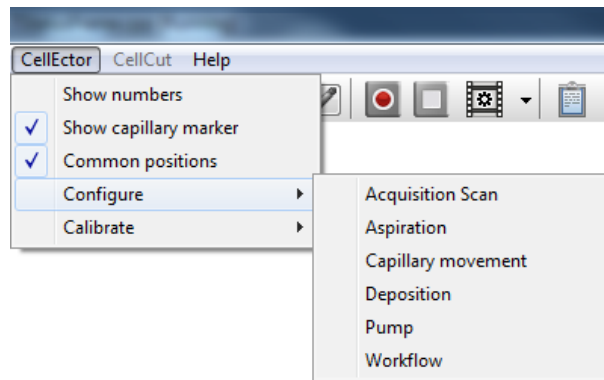 CellEctor CellCut Help
Show numbers
Show capillary marker
Common positions
Configure
Calibrate
Acquisition Scan
Aspiration
Capillary movement
Deposition
Pump
Workflow